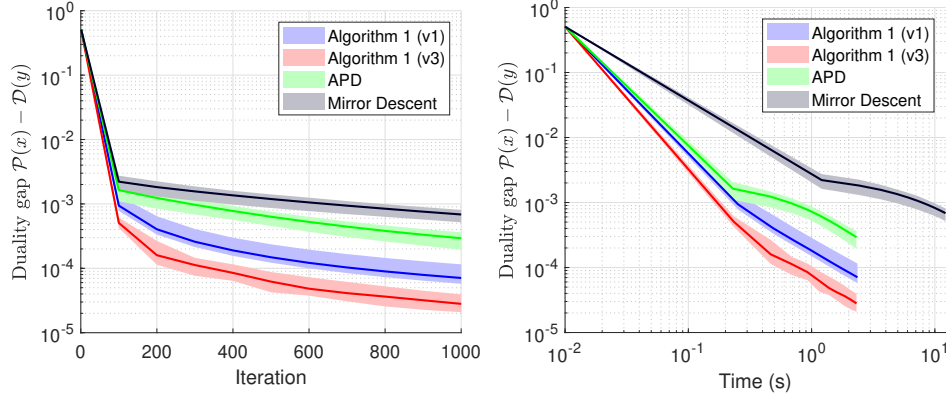 Duality gap P(x) − D(y)
10^0
10^-1
10^-2
10^-3
10^-4
10^-5
Algorithm 1 (v1)
Algorithm 1 (v3)
APD
Mirror Descent
0
200
400
600
800
1000
Iteration
Duality gap P(x) − D(y)
10^0
10^-1
10^-2
10^-3
10^-4
10^-5
Algorithm 1 (v1)
Algorithm 1 (v3)
APD
Mirror Descent
10^-2
10^-1
10^0
10^1
Time (s)